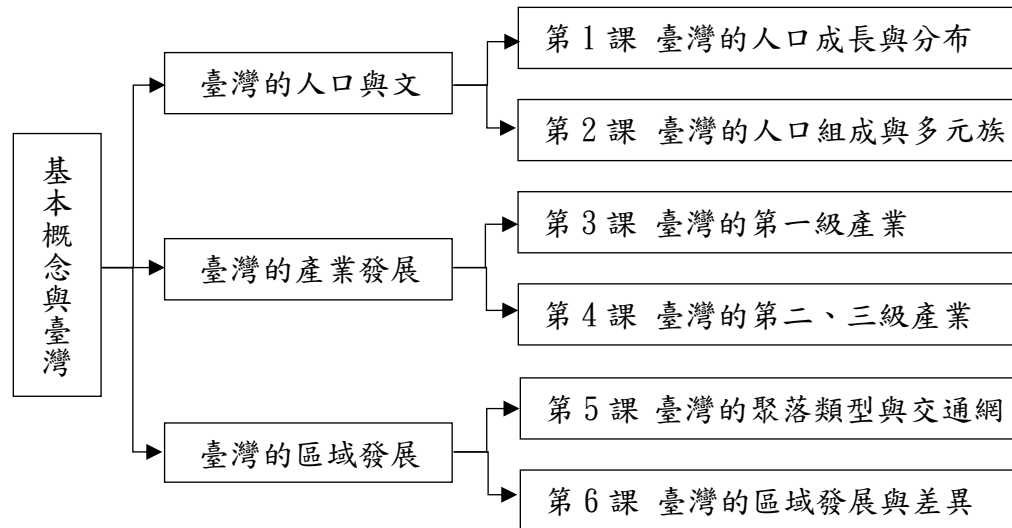 基本概念與臺灣
臺灣的人口與文
第1課 臺灣的人口成長與分布
第2課 臺灣的人口組成與多元族
臺灣的產業發展
第3課 臺灣的第一級產業
第4課 臺灣的第二、三級產業
臺灣的區域發展
第5課 臺灣的聚落類型與交通網
第6課 臺灣的區域發展與差異